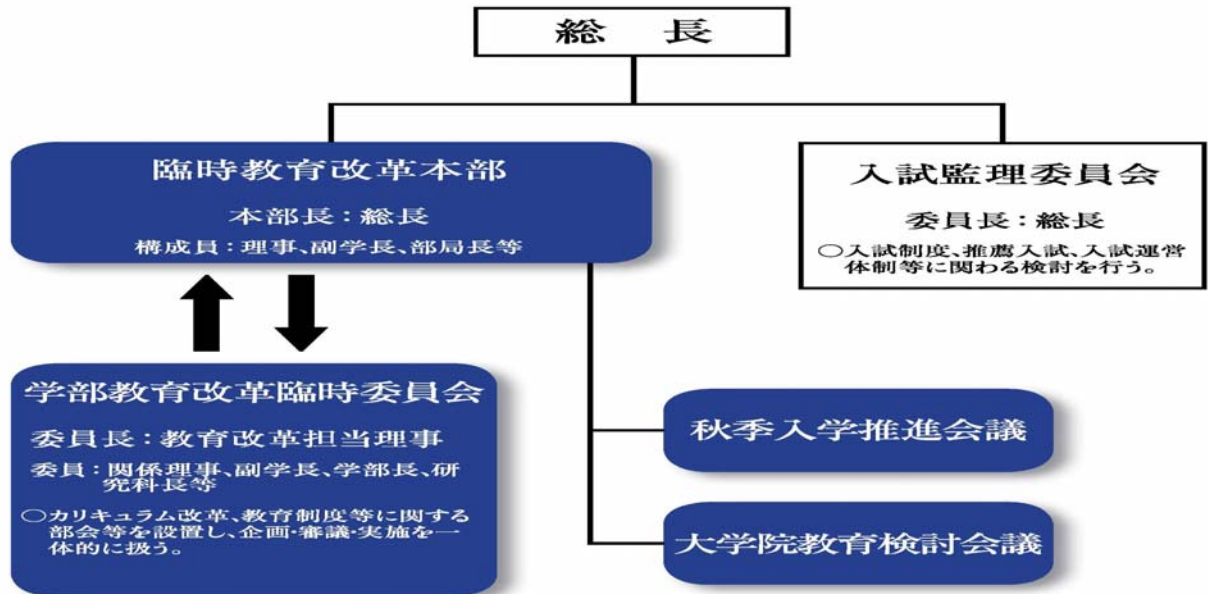 総 長
臨時教育改革本部
本部長:総長
構成員:理事、副学長、部局長等
入試監理委員会
委員長:総長
○入試制度、推薦入試、入試運営
体制等に関わる検討を行う。
学部教育改革臨時委員会
委員長:教育改革担当理事
委員:関係理事、副学長、学部長、研
究科長等
○カリキュラム改革、教育制度等に関する
部会等を設置し、企画・審議・実施を一
体的に扱う。
秋季入学推進会議
大学院教育検討会議